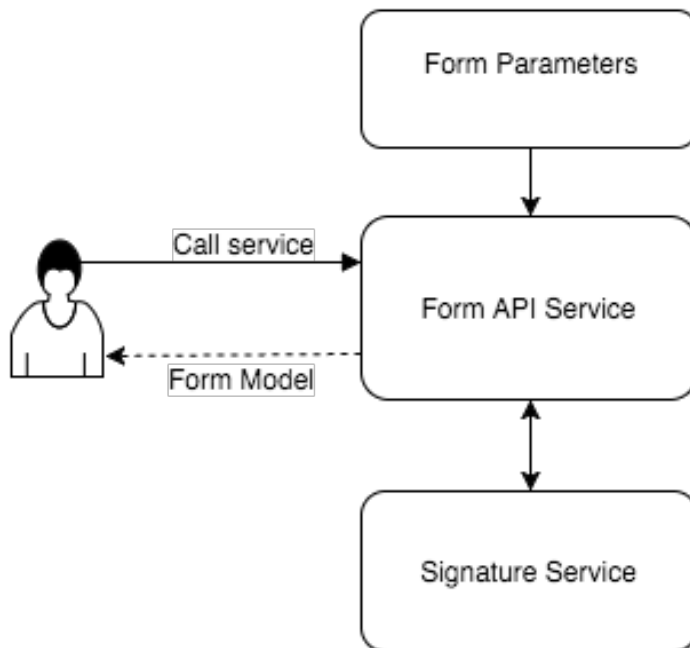 Form Parameters
Call service
Form API Service
Form Model
Signature Service